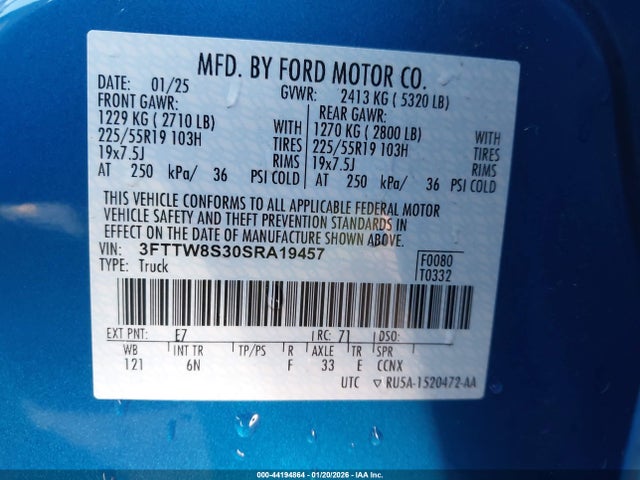 MFD. BY FORD MOTOR CO.
DATE: 01/25 GVWR: 2413 KG ( 5320 LB)
FRONT GAWR: REAR GAWR:
1229 KG ( 2710 LB) WITH 1270 KG ( 2800 LB) WITH
225/55R19 103H TIRES 225/55R19 103H TIRES
19x7.5J RIMS 19x7.5J RIMS
AT 250 kPa/ 36 PSI COLD AT 250 kPa/ 36 PSI COLD
THIS VEHICLE CONFORMS TO ALL APPLICABLE FEDERAL MOTOR
VEHICLE SAFETY AND THEFT PREVENTION STANDARDS IN
EFFECT ON THE DATE OF MANUFACTURE SHOWN ABOVE.
VIN: 3FTTW8S30SRA19457 F0080
TYPE: Truck T0332
EXT PNT: E7 RC: 71 DSO:
WB INT TR TP/PS R AXLE TR SPR
121 6N F 33 E CCNX
UTC ▽ RU5A-1520472-AA
000-44194864 | 01/20/2026 - IAA Inc.